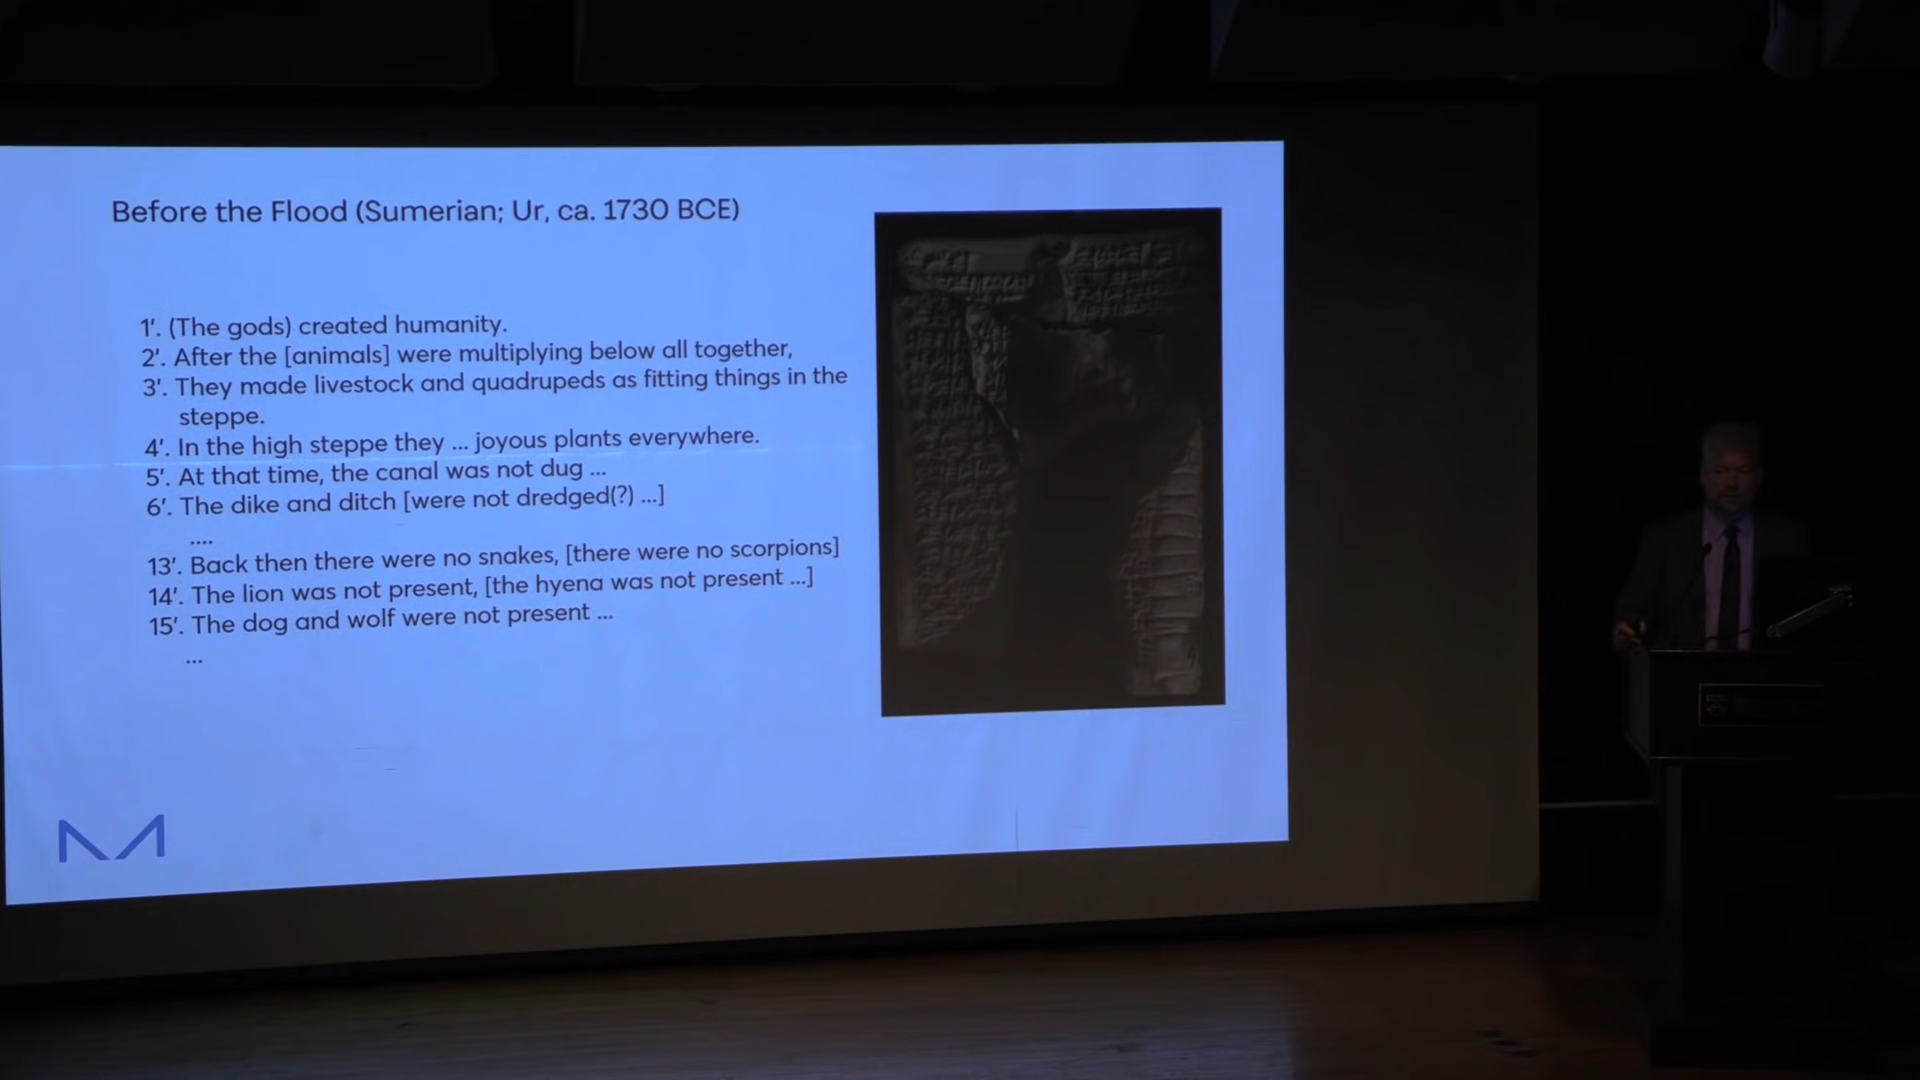 Before the Flood (Sumerian; Ur, ca. 1730 BCE)
1′. (The gods) created humanity.
2′. After the [animals] were multiplying below all together,
3′. They made livestock and quadrupeds as fitting things in the
steppe.
4′. In the high steppe they ... joyous plants everywhere.
5′. At that time, the canal was not dug ...
6′. The dike and ditch [were not dredged(?) ...]
....
13′. Back then there were no snakes, [there were no scorpions]
14′. The lion was not present, [the hyena was not present ...]
15′. The dog and wolf were not present ...
...